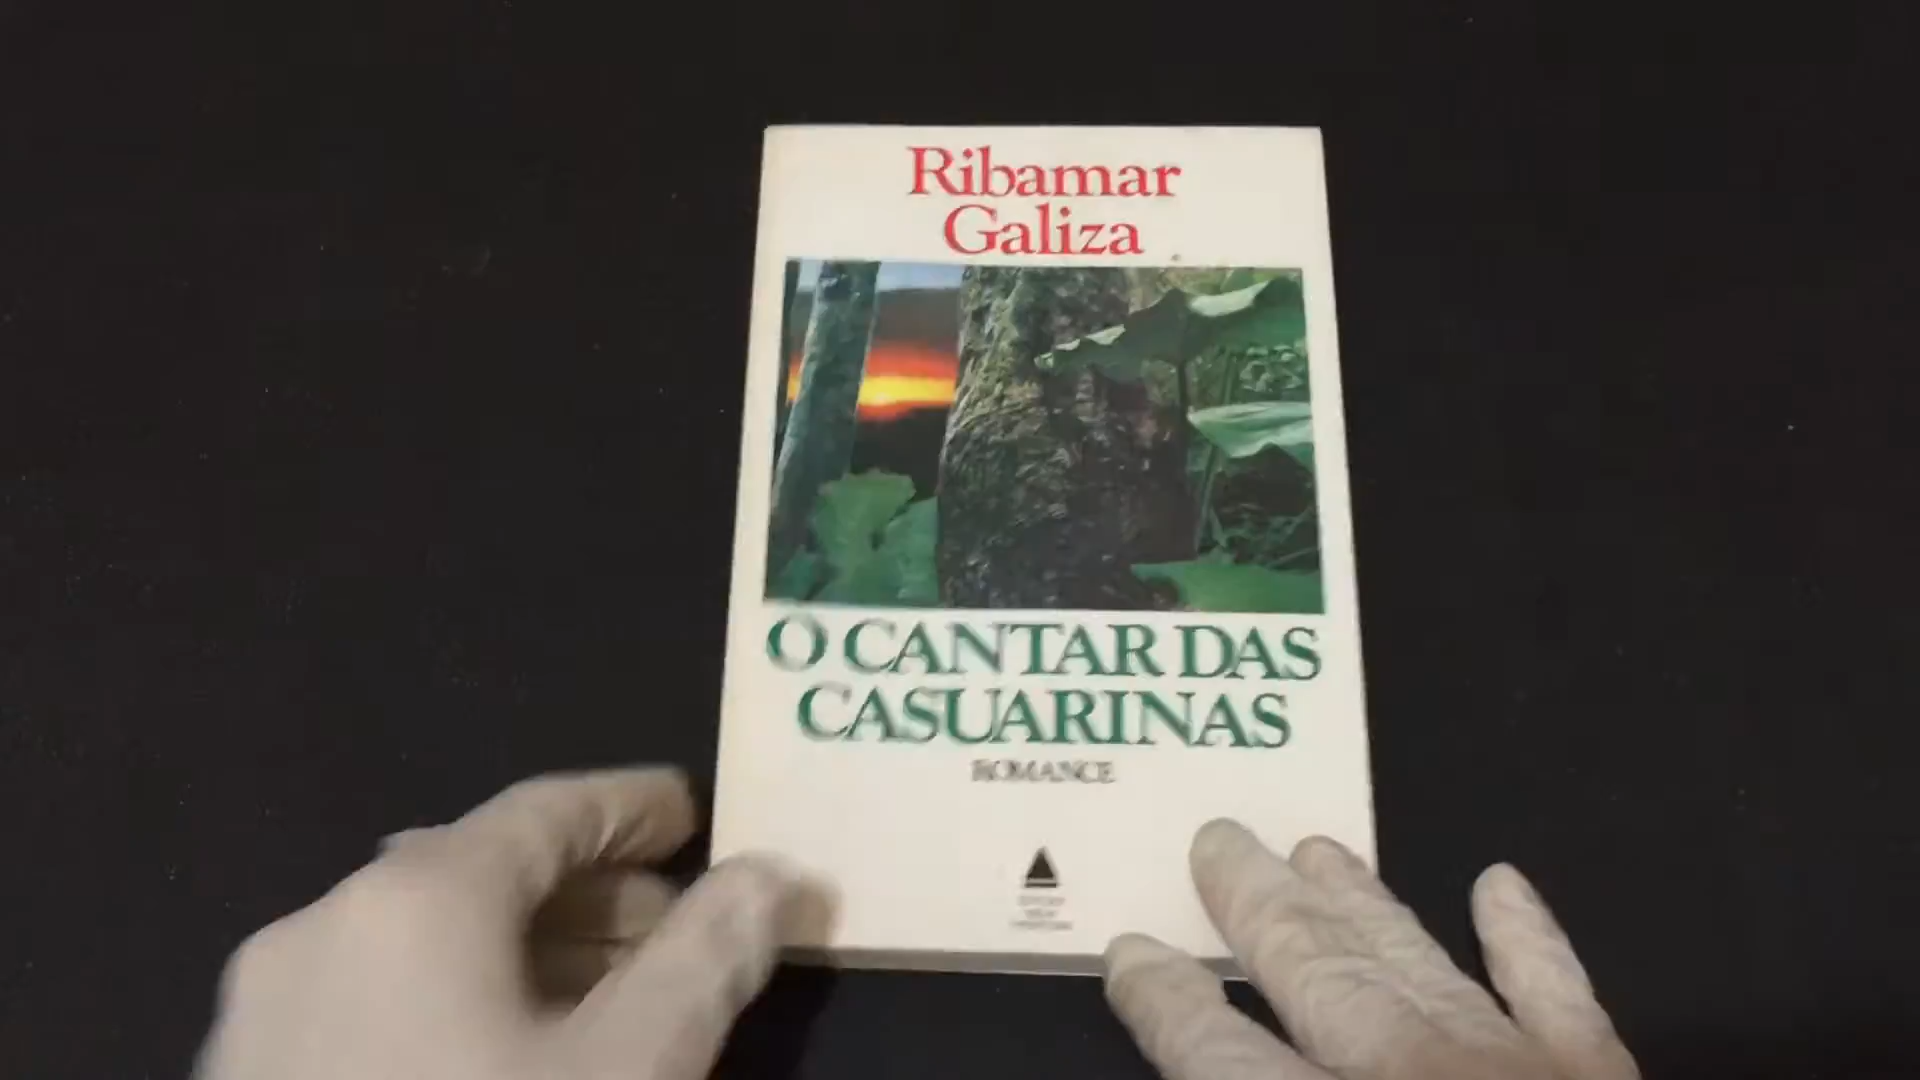 Ribamar
Galiza
O CANTAR DAS
CASUARINAS
ROMANCE